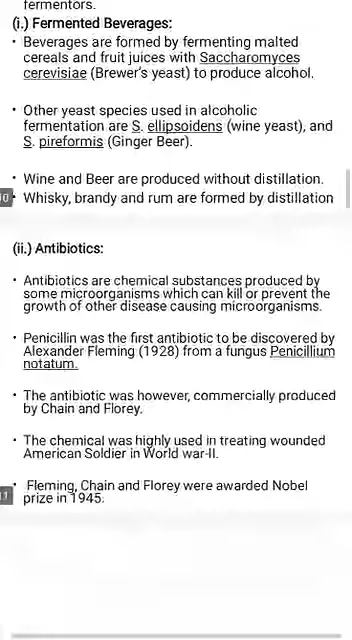 fermentors.
(i.) Fermented Beverages:
• Beverages are formed by fermenting malted
cereals and fruit juices with Saccharomyces
cerevisiae (Brewer's yeast) to produce alcohol.
• Other yeast species used in alcoholic
fermentation are S. ellipsoidens (wine yeast), and
S. pireformis (Ginger Beer).
• Wine and Beer are produced without distillation.
• Whisky, brandy and rum are formed by distillation
(ii.) Antibiotics:
• Antibiotics are chemical substances produced by
some microorganisms which can kill or prevent the
growth of other disease causing microorganisms.
• Penicillin was the first antibiotic to be discovered by
Alexander Fleming (1928) from a fungus Penicillium
notatum.
• The antibiotic was however, commercially produced
by Chain and Florey.
• The chemical was highly used in treating wounded
American Soldier in World war-II.
• Fleming, Chain and Florey were awarded Nobel
prize in 1945.